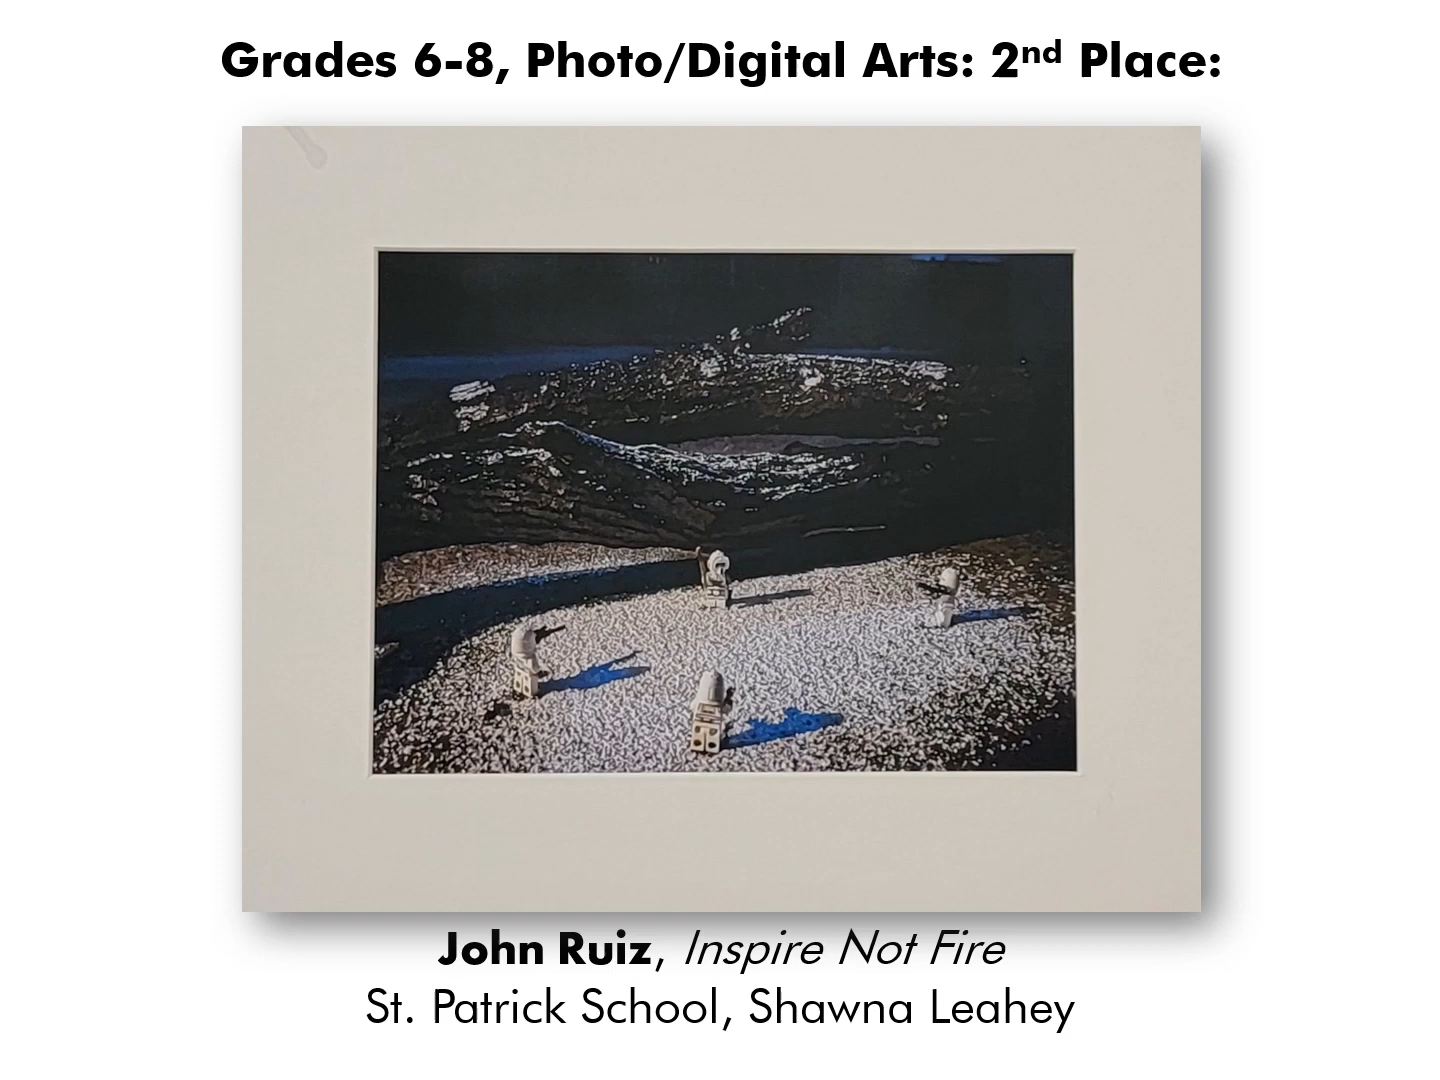 Grades 6-8, Photo/Digital Arts: 2nd Place:
John Ruiz, Inspire Not Fire
St. Patrick School, Shawna Leahey